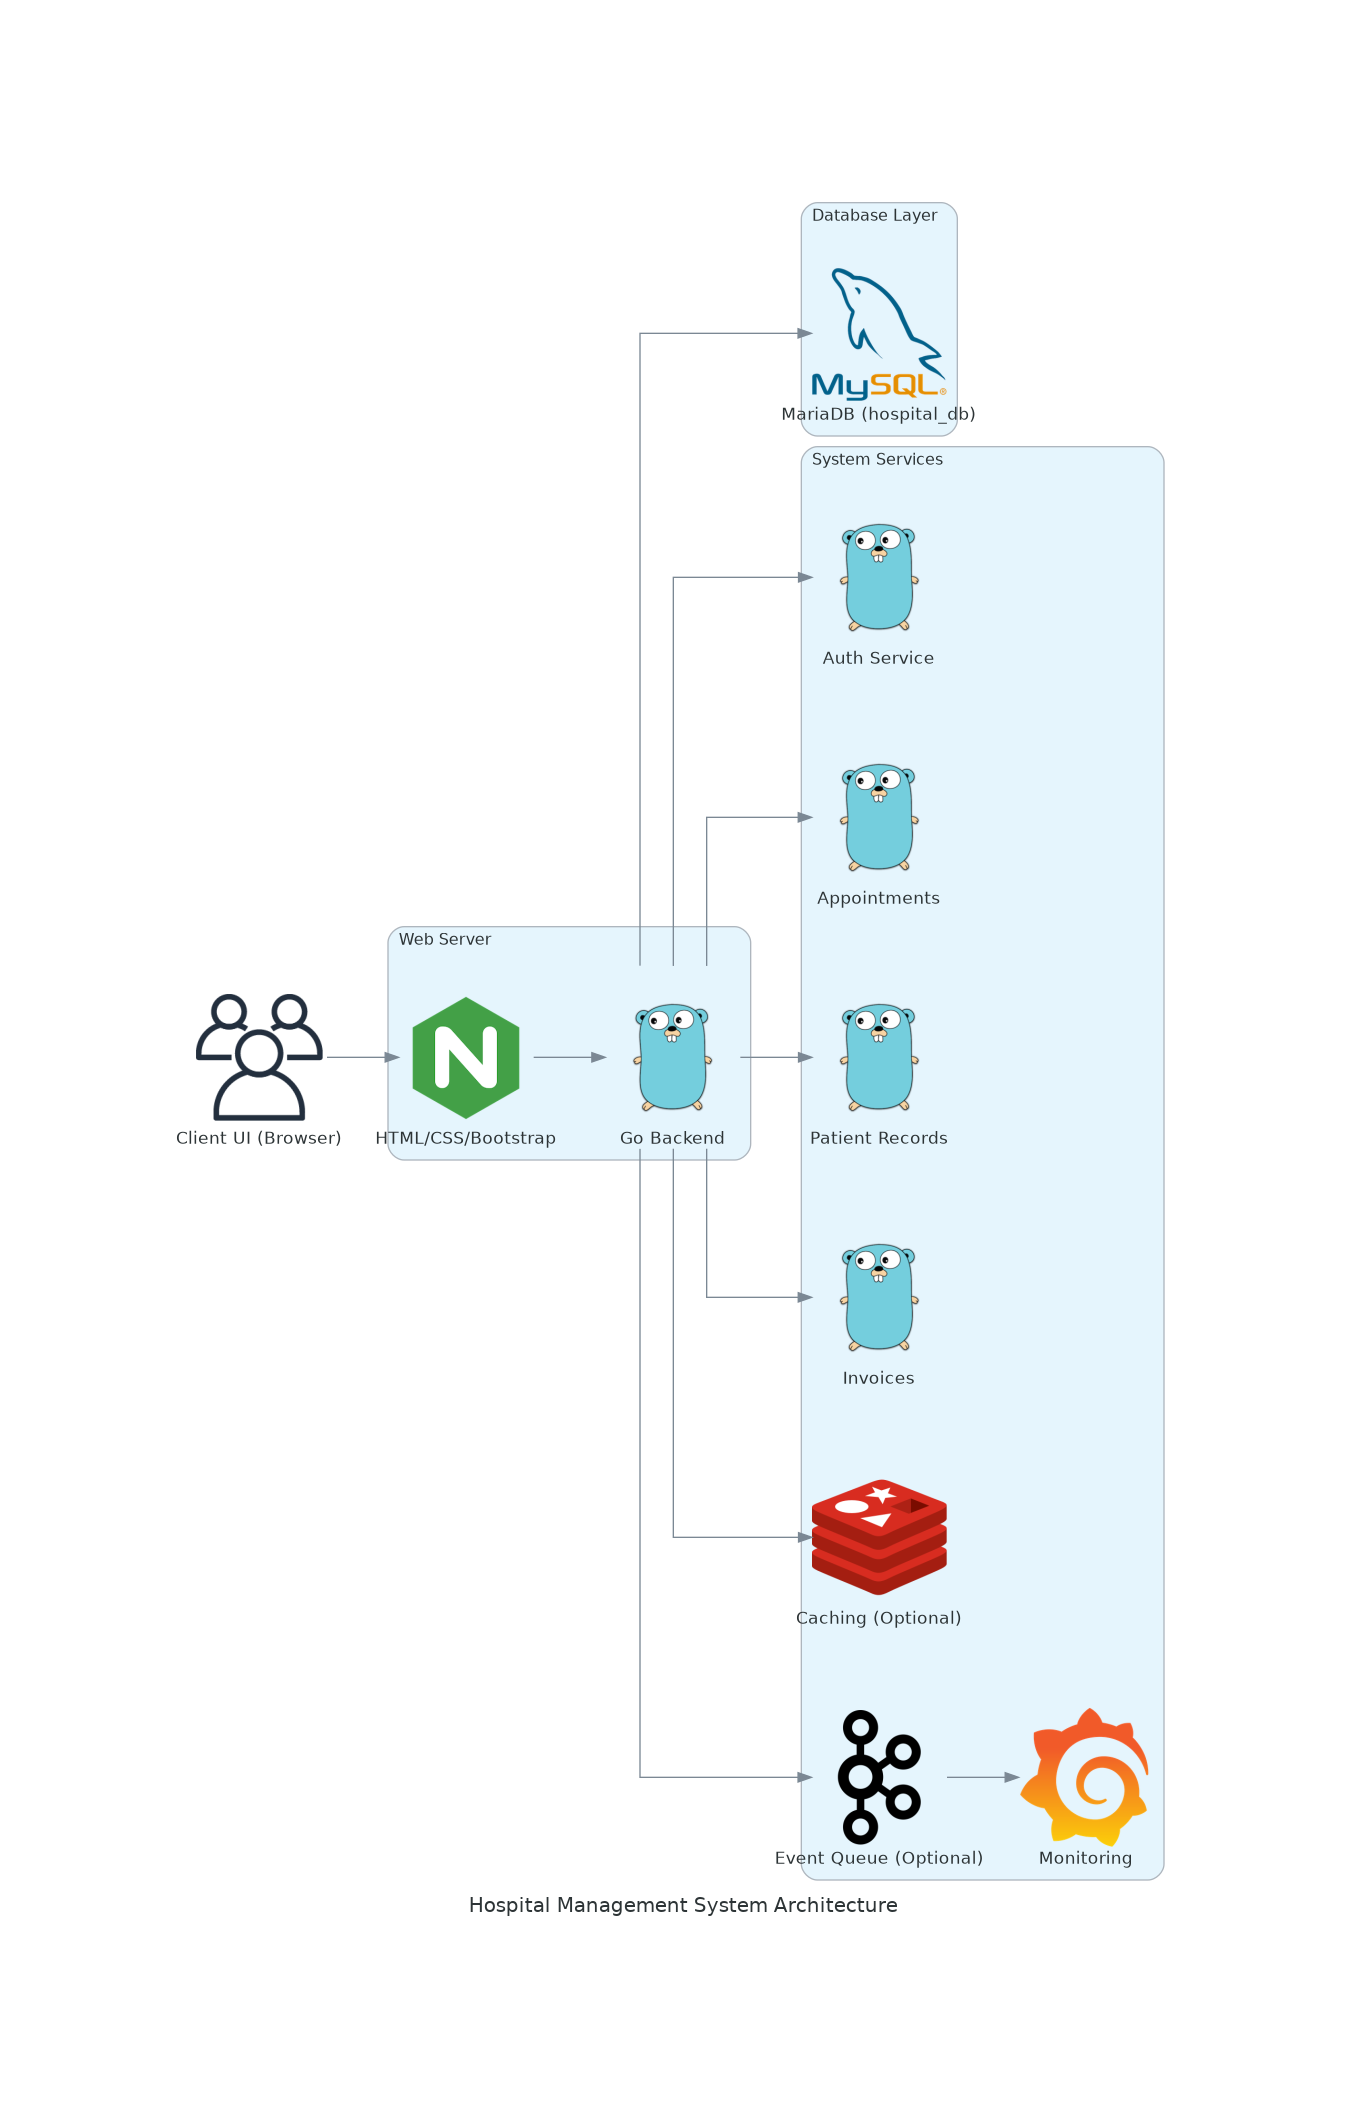 Database Layer
MySQL®
MariaDB (hospital_db)
System Services
Auth Service
Appointments
Web Server
Client UI (Browser)
HTML/CSS/Bootstrap
Go Backend
Patient Records
Invoices
Caching (Optional)
Event Queue (Optional)
Monitoring
Hospital Management System Architecture